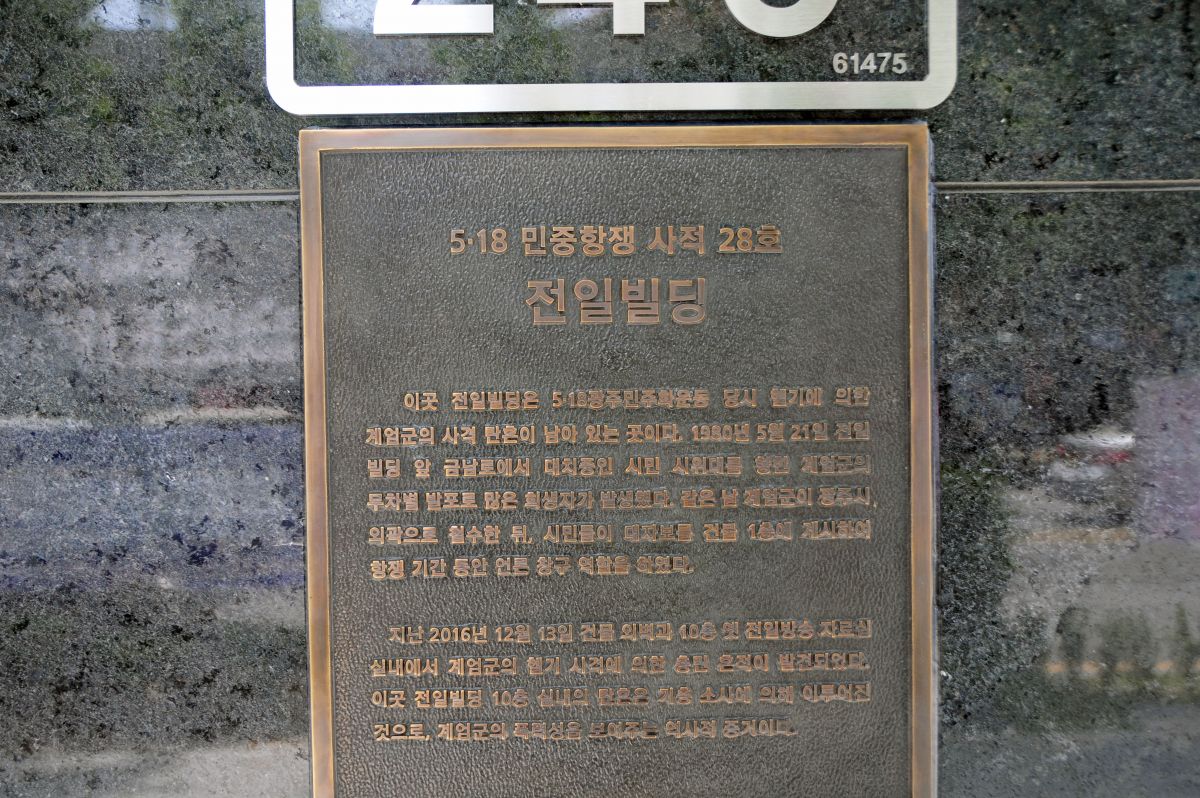 61475
5·18 민중항쟁 사적 28호
전일빌딩
이곳 전일빌딩은 5·18광주민주화운동 당시 헬기에 의한
계엄군의 사격 탄흔이 남아 있는 곳이다. 1980년 5월 21일 전일
빌딩 앞 금남로에서 대치중인 시민 시위대를 향한 계엄군의
무차별 발포로 많은 희생자가 발생했다. 같은 날 계엄군이 광주시
외곽으로 철수한 뒤, 시민들이 대자보를 건물 1층에 게시하여
항쟁 기간 동안 언론 창구 역할을 하였다.
지난 2016년 12월 13일 건물 외벽과 10층 옛 전일방송 자료실
실내에서 계엄군의 헬기 사격에 의한 총탄 흔적이 발견되었다.
이곳 전일빌딩 10층 실내의 탄흔은 기총 소사에 의해 이루어진
것으로, 계엄군의 폭력성을 보여주는 역사적 증거이다.